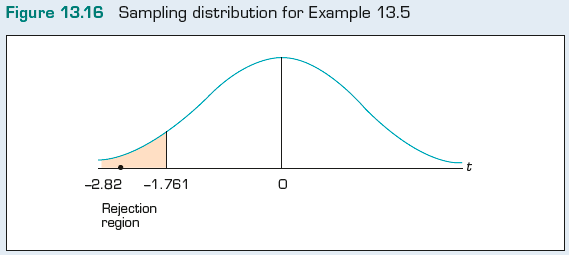 Figure 13.16 Sampling distribution for Example 13.5
t
–2.82 –1.761 0
Rejection
region